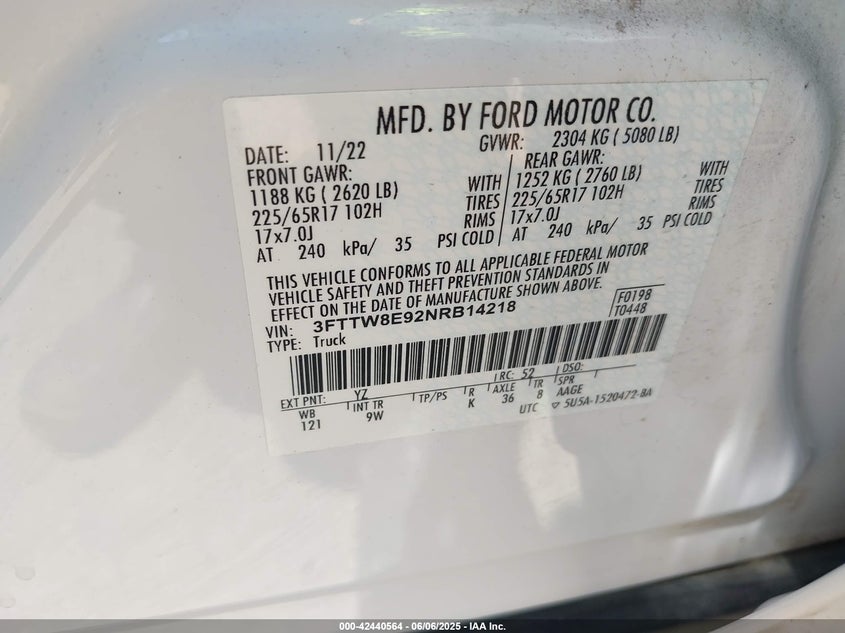 MFD. BY FORD MOTOR CO.
DATE: 11/22 GVWR: 2304 KG ( 5080 LB)
FRONT GAWR: REAR GAWR:
1188 KG ( 2620 LB) WITH 1252 KG ( 2760 LB) WITH
225/65R17 102H TIRES 225/65R17 102H TIRES
17x7.0J RIMS 17x7.0J RIMS
AT 240 kPa/ 35 PSI COLD AT 240 kPa/ 35 PSI COLD
THIS VEHICLE CONFORMS TO ALL APPLICABLE FEDERAL MOTOR
VEHICLE SAFETY AND THEFT PREVENTION STANDARDS IN
EFFECT ON THE DATE OF MANUFACTURE SHOWN ABOVE.
VIN: 3FTTW8E92NRB14218 F0198
TYPE: Truck T0448
EXT PNT: YZ RC: 52 DSO:
WB INT TR TP/PS R AXLE TR SPR
121 9W K 36 8 AAGE
UTC ▽ 5U5A-1520472-BA
000-42440564 - 06/06/2025 - IAA Inc.